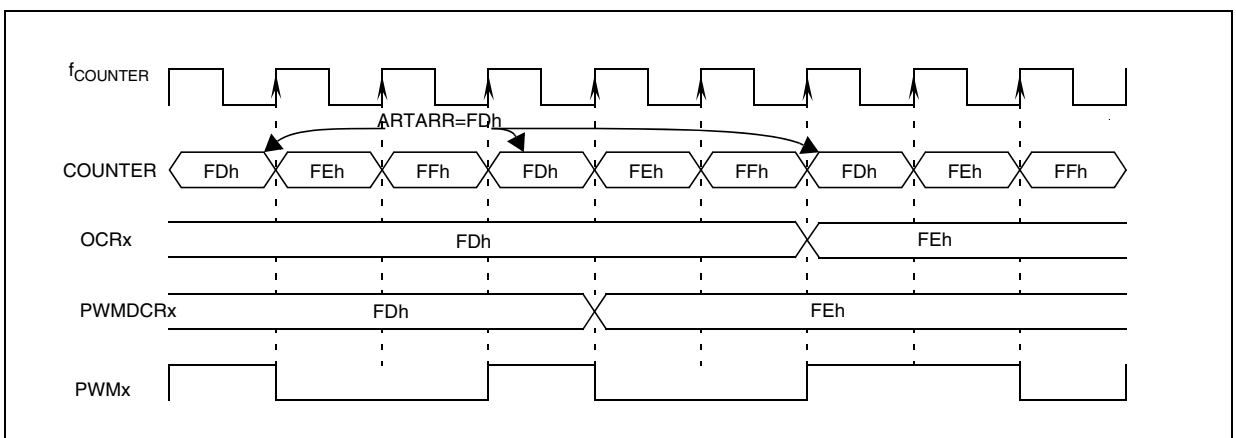 fCOUNTER
ARTARR=FDh
COUNTER FDh FEh FFh FDh FEh FFh FDh FEh FFh
OCRx FDh FEh
PWMDCRx FDh FEh
PWMx